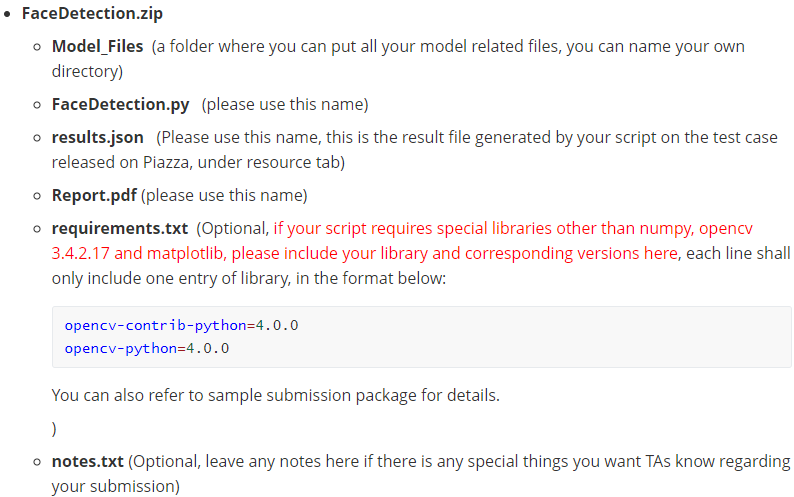 FaceDetection.zip
Model_Files (a folder where you can put all your model related files, you can name your own
directory)
FaceDetection.py (please use this name)
results.json (Please use this name, this is the result file generated by your script on the test case
released on Piazza, under resource tab)
Report.pdf (please use this name)
requirements.txt (Optional, if your script requires special libraries other than numpy, opencv
3.4.2.17 and matplotlib, please include your library and corresponding versions here, each line shall
only include one entry of library, in the format below:
opencv-contrib-python=4.0.0
opencv-python=4.0.0
You can also refer to sample submission package for details.
)
notes.txt (Optional, leave any notes here if there is any special things you want TAs know regarding
your submission)